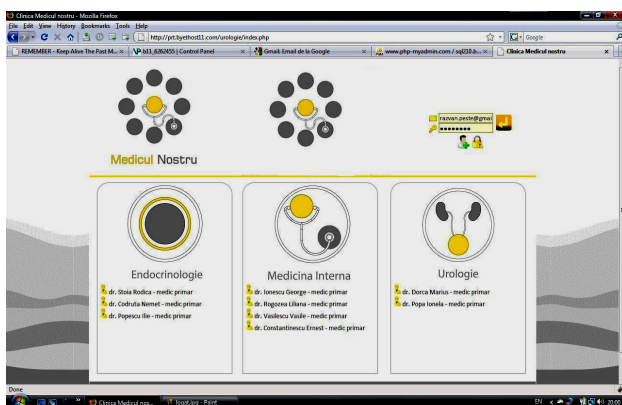 Clinica Medicul nostru - Mozilla Firefox
File Edit View History Bookmarks Tools Help
http://prt.byethost11.com/urologie/index.php
Google
REMEMBER - Keep Alive The Past M...
b11_6262455 | Control Panel
Gmail: Email de la Google
www.php-myadmin.com / sql210.b...
Clinica Medicul nostru
razvan.peste@gmai
Medicul Nostru
Endocrinologie
dr. Stoia Rodica - medic primar
dr. Codruta Nemet - medic primar
dr. Popescu Ilie - medic primar
Medicina Interna
dr. Ionescu George - medic primar
dr. Rogozea Liliana - medic primar
dr. Vasilescu Vasile - medic primar
dr. Constantinescu Ernest - medic primar
Urologie
dr. Dorca Marius - medic primar
dr. Popa Ionela - medic primar
Done
Clinica Medicul nos...
logat.jpg - Paint
EN
20:05